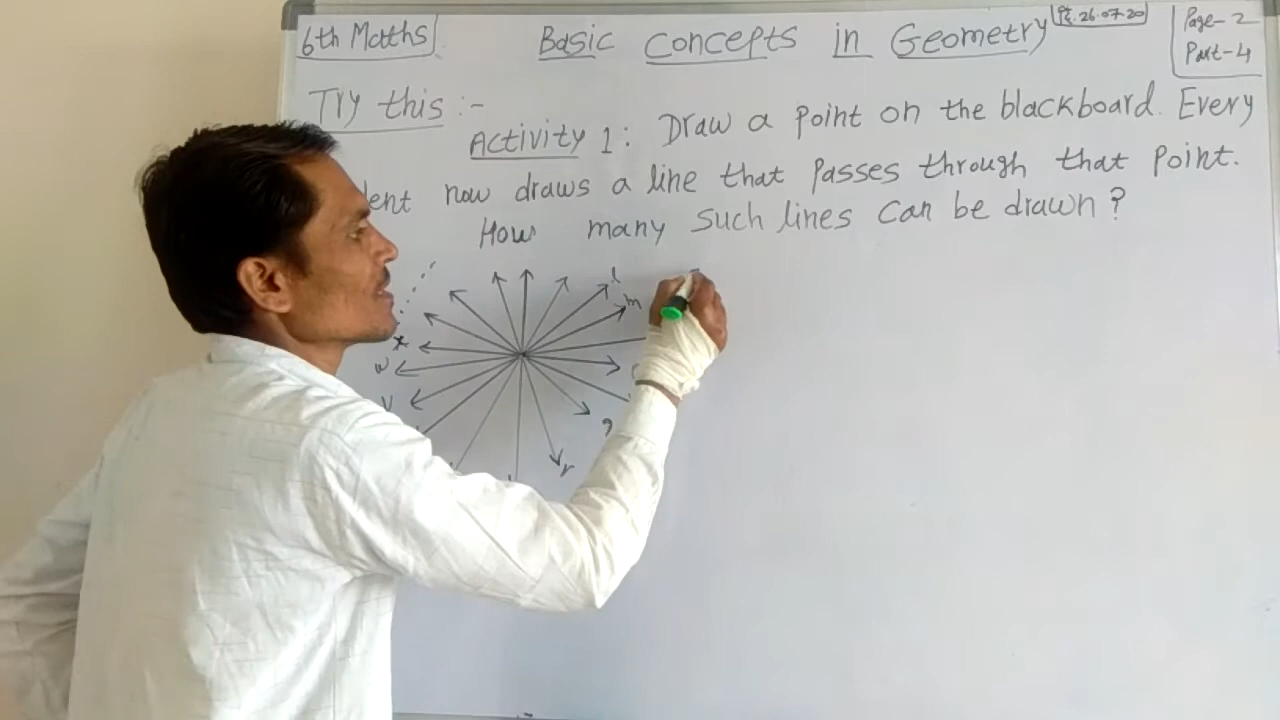 6th Maths
Basic Concepts in Geometry
दि. 26.07.20
Page-2
Part-4
Try this :-
Activity 1: Draw a point on the blackboard. Every
ent now draws a line that passes through that point.
How many such lines can be drawn?
l
m
x
w
v
r